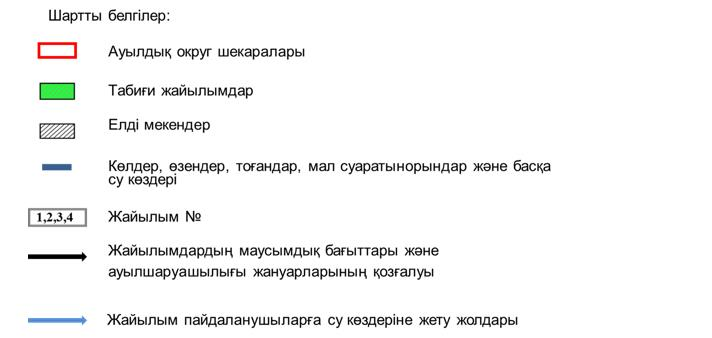 Шартты белгілер:
Ауылдық округ шекаралары
Табиғи жайылымдар
Елді мекендер
Көлдер, өзендер, тоғандар, мал суаратынорындар және басқа
су көздері
1,2,3,4 Жайылым №
Жайылымдардың маусымдық бағыттары және
ауылшаруашылығы жануарларының қозғалуы
Жайылым пайдаланушыларға су көздеріне жету жолдары